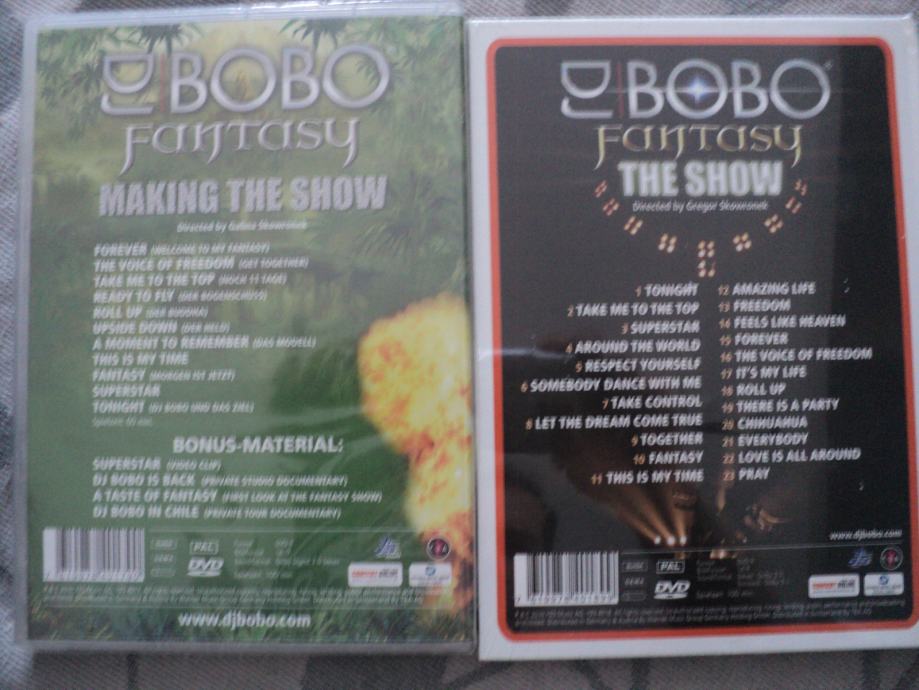 DJ BOBO
Fantasy
MAKING THE SHOW
Directed by Galina Skowronek
FOREVER (WELCOME TO MY FANTASY)
THE VOICE OF FREEDOM (GET TOGETHER)
TAKE ME TO THE TOP (NOCH 11 TAGE)
READY TO FLY (DER BOGENSCHUSS)
ROLL UP (DER BUDDHA)
UPSIDE DOWN (DER HELD)
A MOMENT TO REMEMBER (DAS MODELL)
THIS IS MY TIME
FANTASY (MORGEN IST JETZT)
SUPERSTAR
TONIGHT (DJ BOBO UND DAS ZIEL)
BONUS-MATERIAL:
SUPERSTAR (VIDEO CLIP)
DJ BOBO IS BACK (PRIVATE STUDIO DOCUMENTARY)
A TASTE OF FANTASY (FIRST LOOK AT THE FANTASY SHOW)
DJ BOBO IN CHILE (PRIVATE TOUR DOCUMENTARY)
PAL
DVD
www.djbobo.com
DJ BOBO
Fantasy
THE SHOW
Directed by Gregor Skowronek
1 TONIGHT
2 TAKE ME TO THE TOP
3 SUPERSTAR
4 AROUND THE WORLD
5 RESPECT YOURSELF
6 SOMEBODY DANCE WITH ME
7 TAKE CONTROL
8 LET THE DREAM COME TRUE
9 TOGETHER
10 FANTASY
11 THIS IS MY TIME
12 AMAZING LIFE
13 FREEDOM
14 FEELS LIKE HEAVEN
15 FOREVER
16 THE VOICE OF FREEDOM
17 IT'S MY LIFE
18 ROLL UP
19 THERE IS A PARTY
20 CHIHUAHUA
21 EVERYBODY
22 LOVE IS ALL AROUND
23 PRAY
www.djbobo.com
PAL
DVD